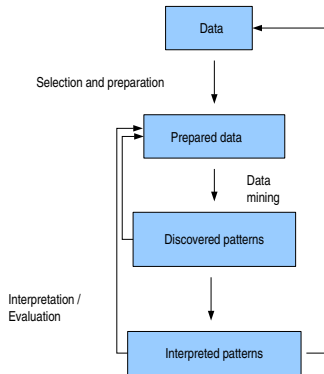 Data
Selection and preparation
Prepared data
Data
mining
Discovered patterns
Interpretation /
Evaluation
Interpreted patterns